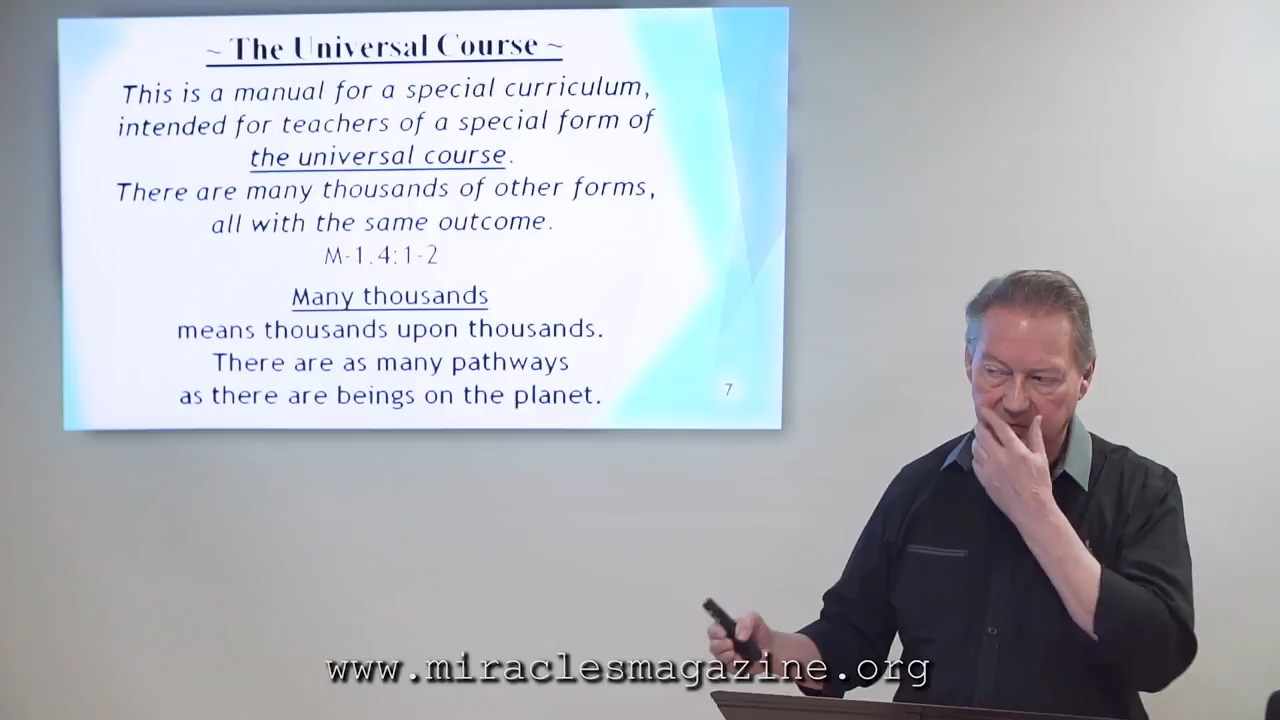 ~ The Universal Course ~
This is a manual for a special curriculum,
intended for teachers of a special form of
the universal course.
There are many thousands of other forms,
all with the same outcome.
M-1.4:1-2
Many thousands
means thousands upon thousands.
There are as many pathways
as there are beings on the planet.
7
www.miraclesmagazine.org